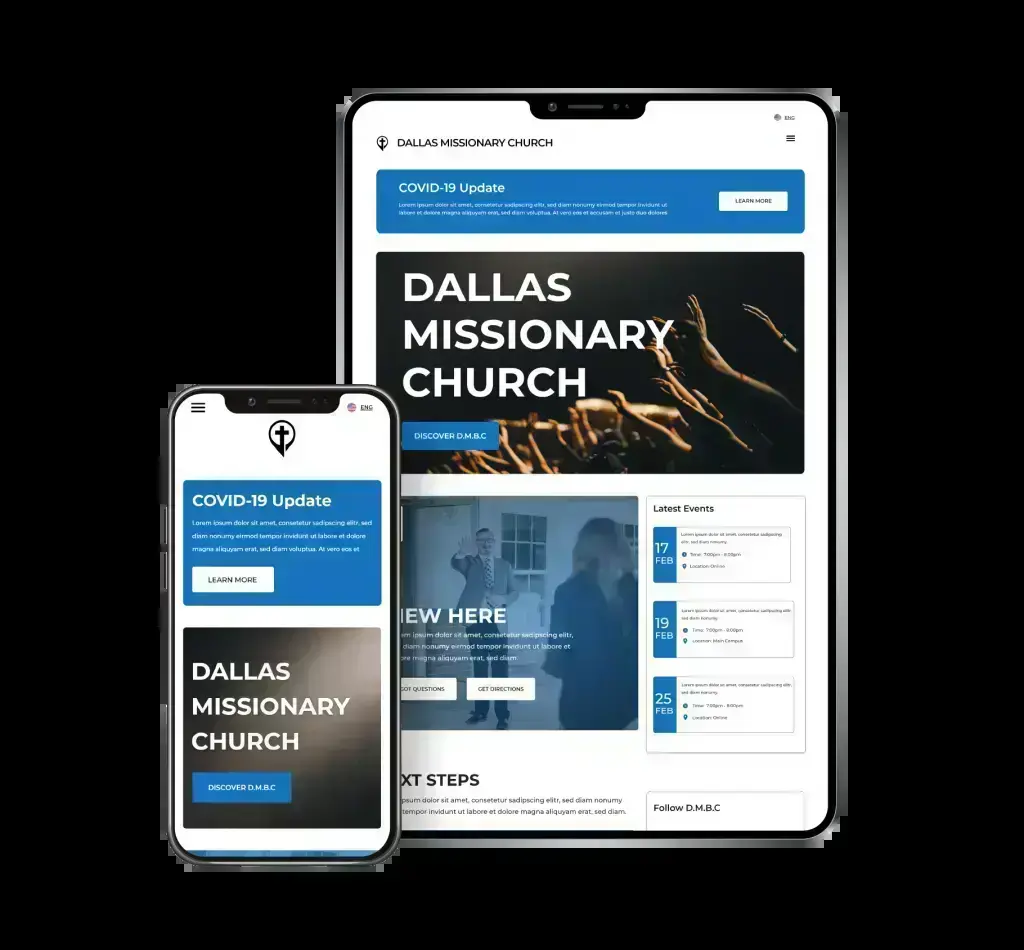 ENG
DALLAS MISSIONARY CHURCH
COVID-19 Update
Lorem ipsum dolor sit amet, consetetur sadipscing elitr, sed diam nonumy eirmod tempor invidunt ut
labore et dolore magna aliquyam erat, sed diam voluptua. At vero eos et accusam et justo duo dolores
LEARN MORE
DALLAS
MISSIONARY
CHURCH
DISCOVER D.M.B.C
HERE
ipsum dolor sit amet, consetetur sadipscing elitr,
diam nonumy eirmod tempor invidunt ut labore et
magna aliquyam erat, sed diam
GOT QUESTIONS
GET DIRECTIONS
Latest Events
17
FEB
Lorem ipsum dolor sit amet, consetetur sadipscing
elitr, sed diam nonumy.
Time: 7:00pm - 8:00pm
Location: Online
19
FEB
Lorem ipsum dolor sit amet, consetetur sadipscing elitr,
sed diam nonumy.
Time: 7:00pm - 8:00pm
Location: Main Campus
25
FEB
Lorem ipsum dolor sit amet, consetetur sadipscing elitr,
sed diam nonumy.
Time: 7:00pm - 8:00pm
Location: Online
XT STEPS
ipsum dolor sit amet, consetetur sadipscing elitr, sed diam nonumy
tempor invidunt ut labore et dolore magna aliquyam erat, sed diam.
Follow D.M.B.C
ENG
COVID-19 Update
Lorem ipsum dolor sit amet, consetetur sadipscing elitr, sed
diam nonumy eirmod tempor invidunt ut labore et dolore
magna aliquyam erat, sed diam voluptua. At vero eos et
LEARN MORE
DALLAS
MISSIONARY
CHURCH
DISCOVER D.M.B.C